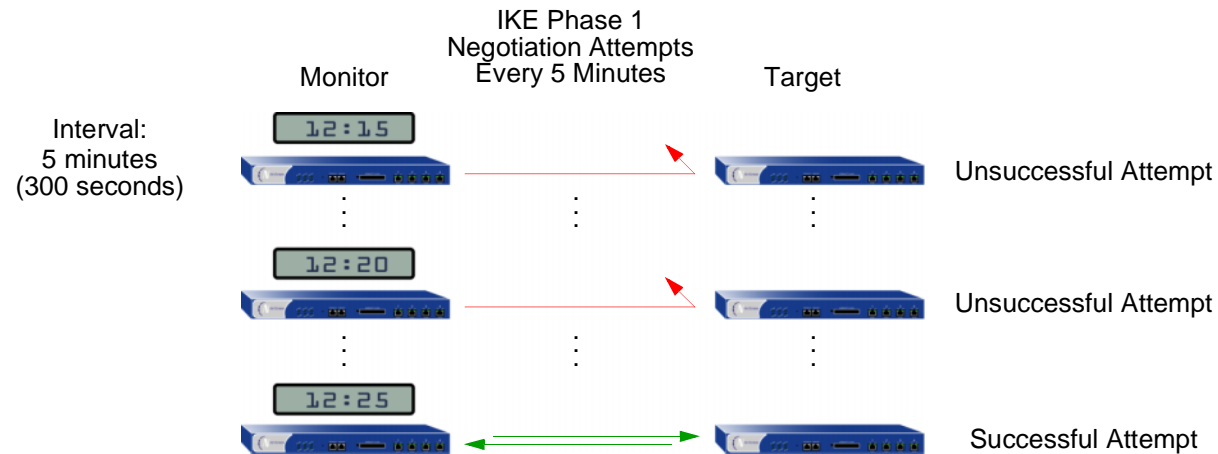 IKE Phase 1
Negotiation Attempts
Every 5 Minutes
Monitor
Target
Interval:
5 minutes
(300 seconds)
12:15
Unsuccessful Attempt
12:20
Unsuccessful Attempt
12:25
Successful Attempt